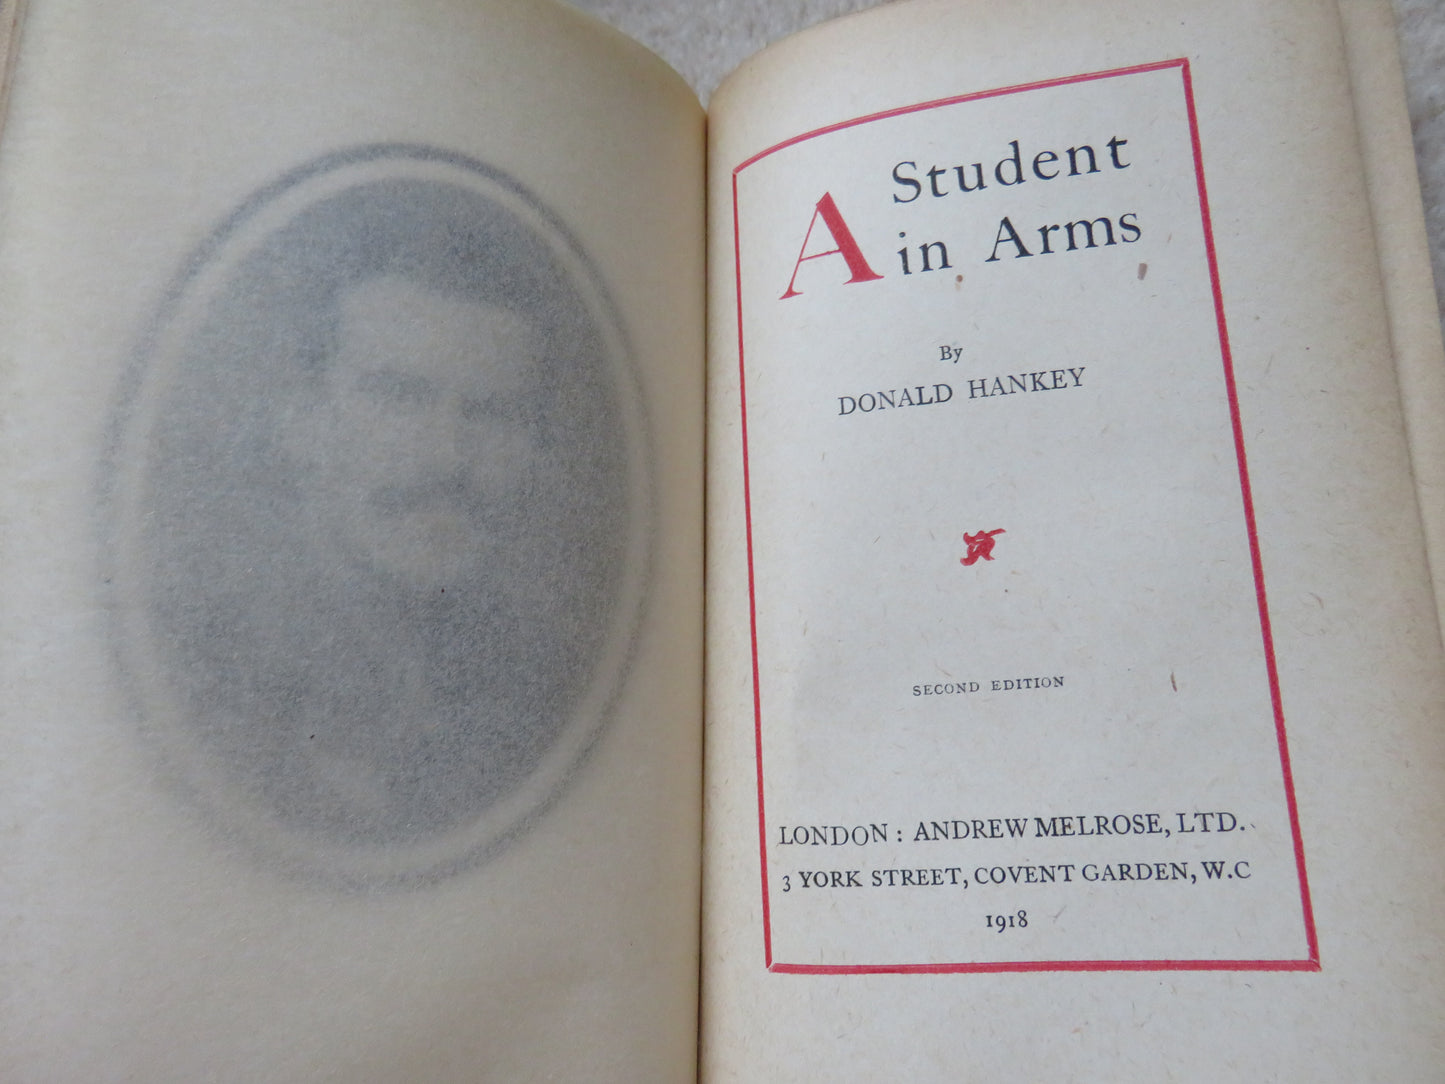 A Student
in Arms
By
DONALD HANKEY
SECOND EDITION
LONDON: ANDREW MELROSE, LTD.
3 YORK STREET, COVENT GARDEN, W.C
1918